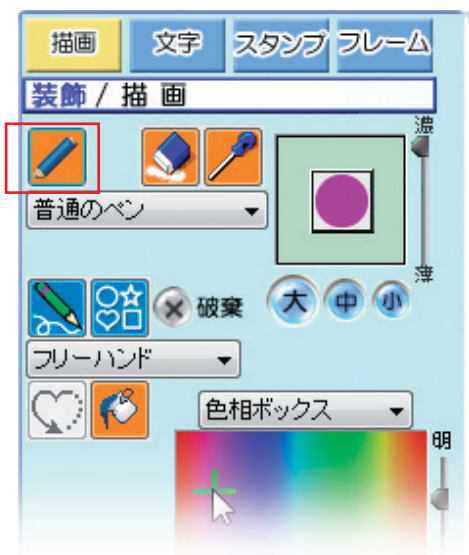 描画 文字 スタンプ フレーム
装飾 / 描 画
濃
普通のペン
薄
破棄 大 中 小
フリーハンド
色相ボックス
明